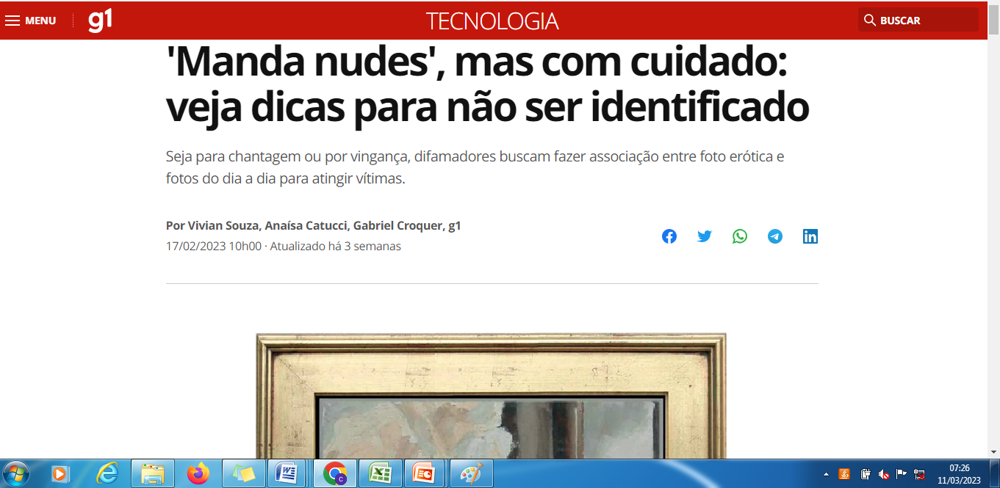 MENU
g1
TECNOLOGIA
BUSCAR
'Manda nudes', mas com cuidado:
veja dicas para não ser identificado
Seja para chantagem ou por vingança, difamadores buscam fazer associação entre foto erótica e
fotos do dia a dia para atingir vítimas.
Por Vivian Souza, Anaísa Catucci, Gabriel Croquer, g1
17/02/2023 10h00 · Atualizado há 3 semanas
07:26
11/03/2023